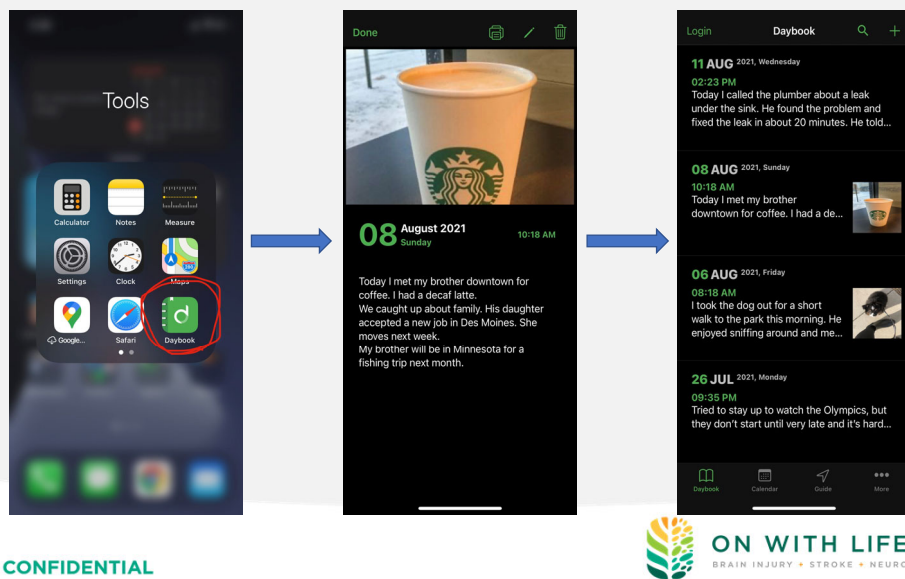 Tools
Calculator
Notes
Measure
Settings
Clock
Maps
Google...
Safari
Daybook
Done
08 August 2021
Sunday
10:18 AM
Today I met my brother downtown for
coffee. I had a decaf latte.
We caught up about family. His daughter
accepted a new job in Des Moines. She
moves next week.
My brother will be in Minnesota for a
fishing trip next month.
Login
Daybook
11 AUG 2021, Wednesday
02:23 PM
Today I called the plumber about a leak
under the sink. He found the problem and
fixed the leak in about 20 minutes. He told...
08 AUG 2021, Sunday
10:18 AM
Today I met my brother
downtown for coffee. I had a de...
06 AUG 2021, Friday
08:18 AM
I took the dog out for a short
walk to the park this morning. He
enjoyed sniffing around and me...
26 JUL 2021, Monday
09:35 PM
Tried to stay up to watch the Olympics, but
they don't start until very late and it's hard...
Daybook
Calendar
Guide
More
CONFIDENTIAL
ON WITH LIFE
BRAIN INJURY • STROKE • NEURO